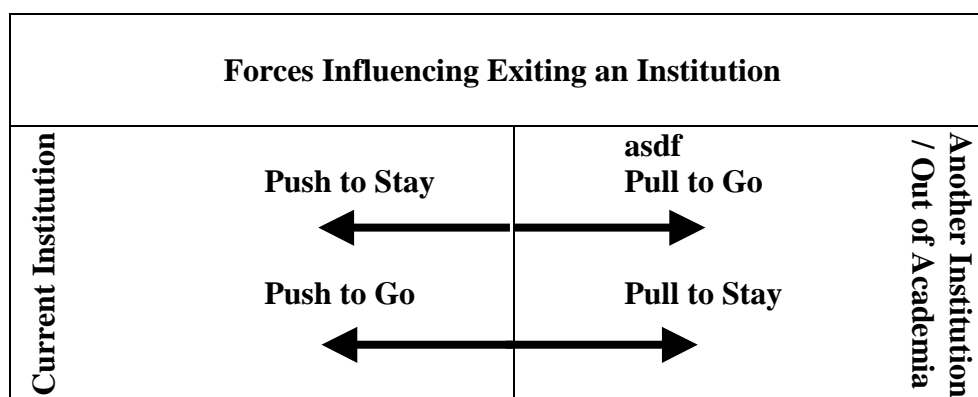 Forces Influencing Exiting an Institution
Current Institution
asdf
Push to Stay
Pull to Go
Push to Go
Pull to Stay
Another Institution
/ Out of Academia